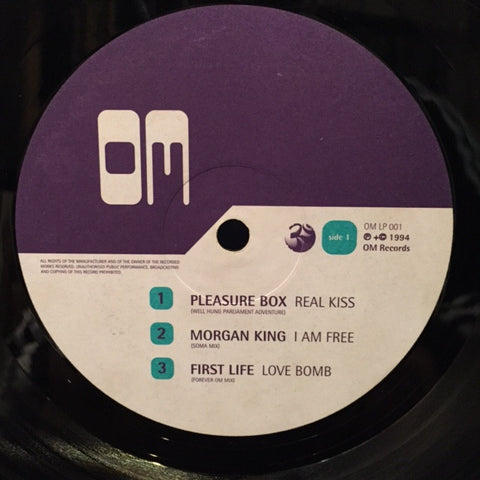 OM
OM LP 001
side 1
℗ +© 1994
OM Records
ALL RIGHTS OF THE MANUFACTURER AND OF THE OWNER OF THE RECORDED
WORKS RESERVED. UNAUTHORISED PUBLIC PERFORMANCE, BROADCASTING
AND COPYING OF THIS RECORD PROHIBITED.
1 PLEASURE BOX REAL KISS
(WELL HUNG PARLIAMENT ADVENTURE)
2 MORGAN KING I AM FREE
(SOMA MIX)
3 FIRST LIFE LOVE BOMB
(FOREVER OM MIX)